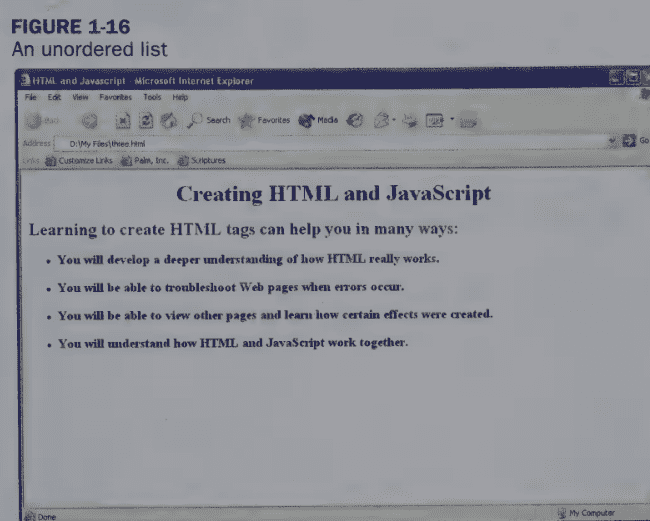 FIGURE 1-16
An unordered list
HTML and Javascript - Microsoft Internet Explorer
File Edit View Favorites Tools Help
Back Search Favorites Media
Address D:\My Files\three.html Go
Links Customize Links Palm, Inc. Scriptures
Creating HTML and JavaScript
Learning to create HTML tags can help you in many ways:
• You will develop a deeper understanding of how HTML really works.
• You will be able to troubleshoot Web pages when errors occur.
• You will be able to view other pages and learn how certain effects were created.
• You will understand how HTML and JavaScript work together.
Done My Computer